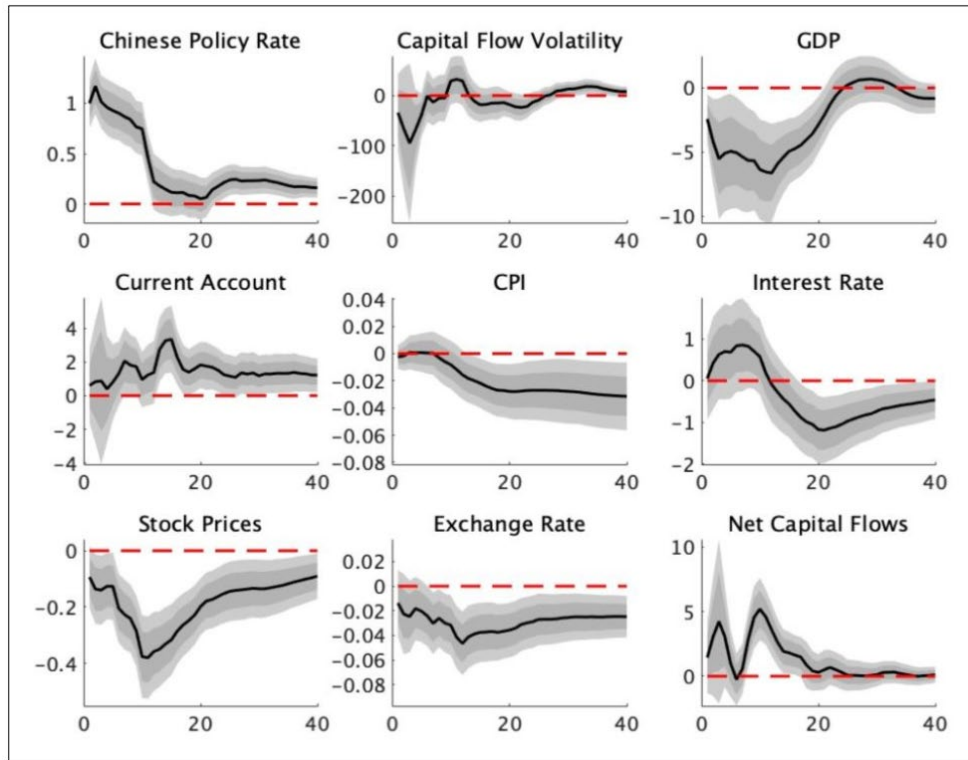 Chinese Policy Rate
1
0.5
0
0 20 40
Capital Flow Volatility
0
-100
-200
0 20 40
GDP
0
-5
-10
0 20 40
Current Account
4
2
0
-2
-4
0 20 40
CPI
0.04
0.02
0
-0.02
-0.04
-0.06
-0.08
0 20 40
Interest Rate
1
0
-1
-2
0 20 40
Stock Prices
0
-0.2
-0.4
0 20 40
Exchange Rate
0.02
0
-0.02
-0.04
-0.06
-0.08
0 20 40
Net Capital Flows
10
5
0
0 20 40